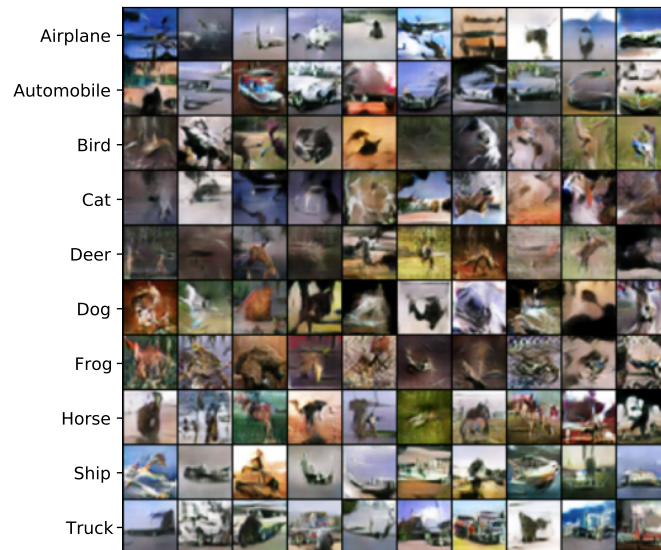 Airplane
Automobile
Bird
Cat
Deer
Dog
Frog
Horse
Ship
Truck